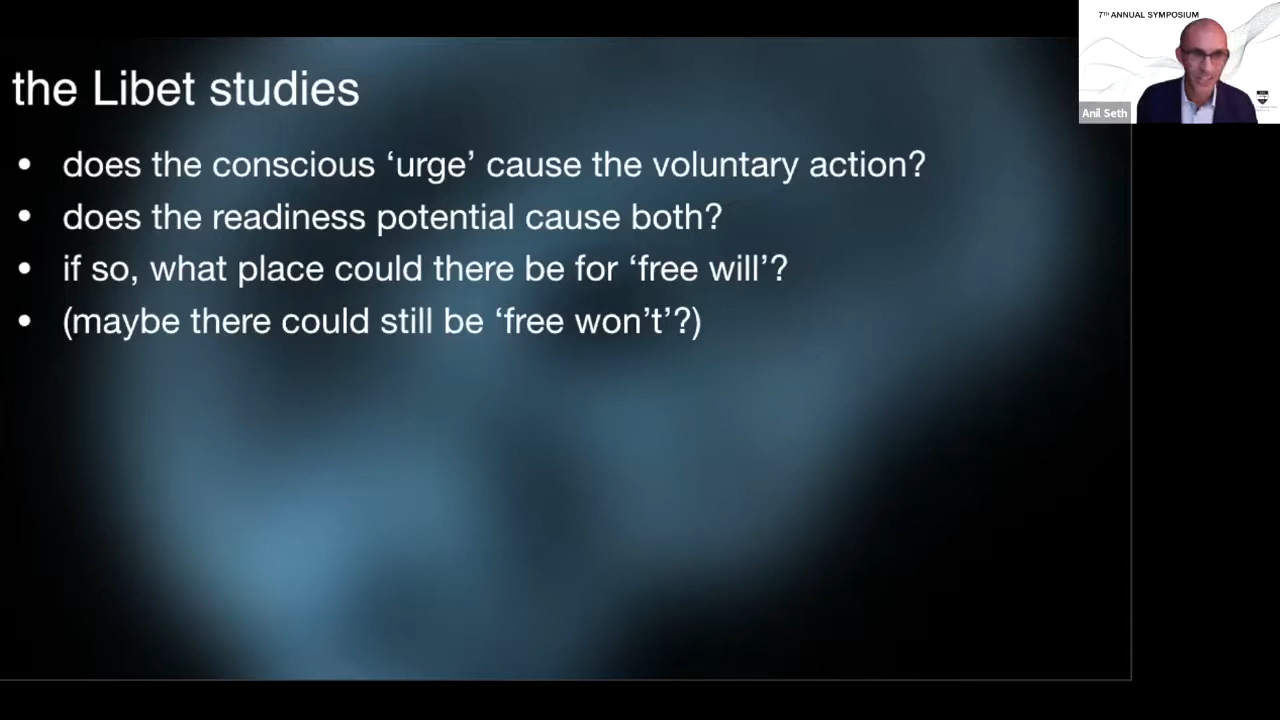 7TH ANNUAL SYMPOSIUM
Anil Seth
the Libet studies
• does the conscious ‘urge’ cause the voluntary action?
• does the readiness potential cause both?
• if so, what place could there be for ‘free will’?
• (maybe there could still be ‘free won’t’?)